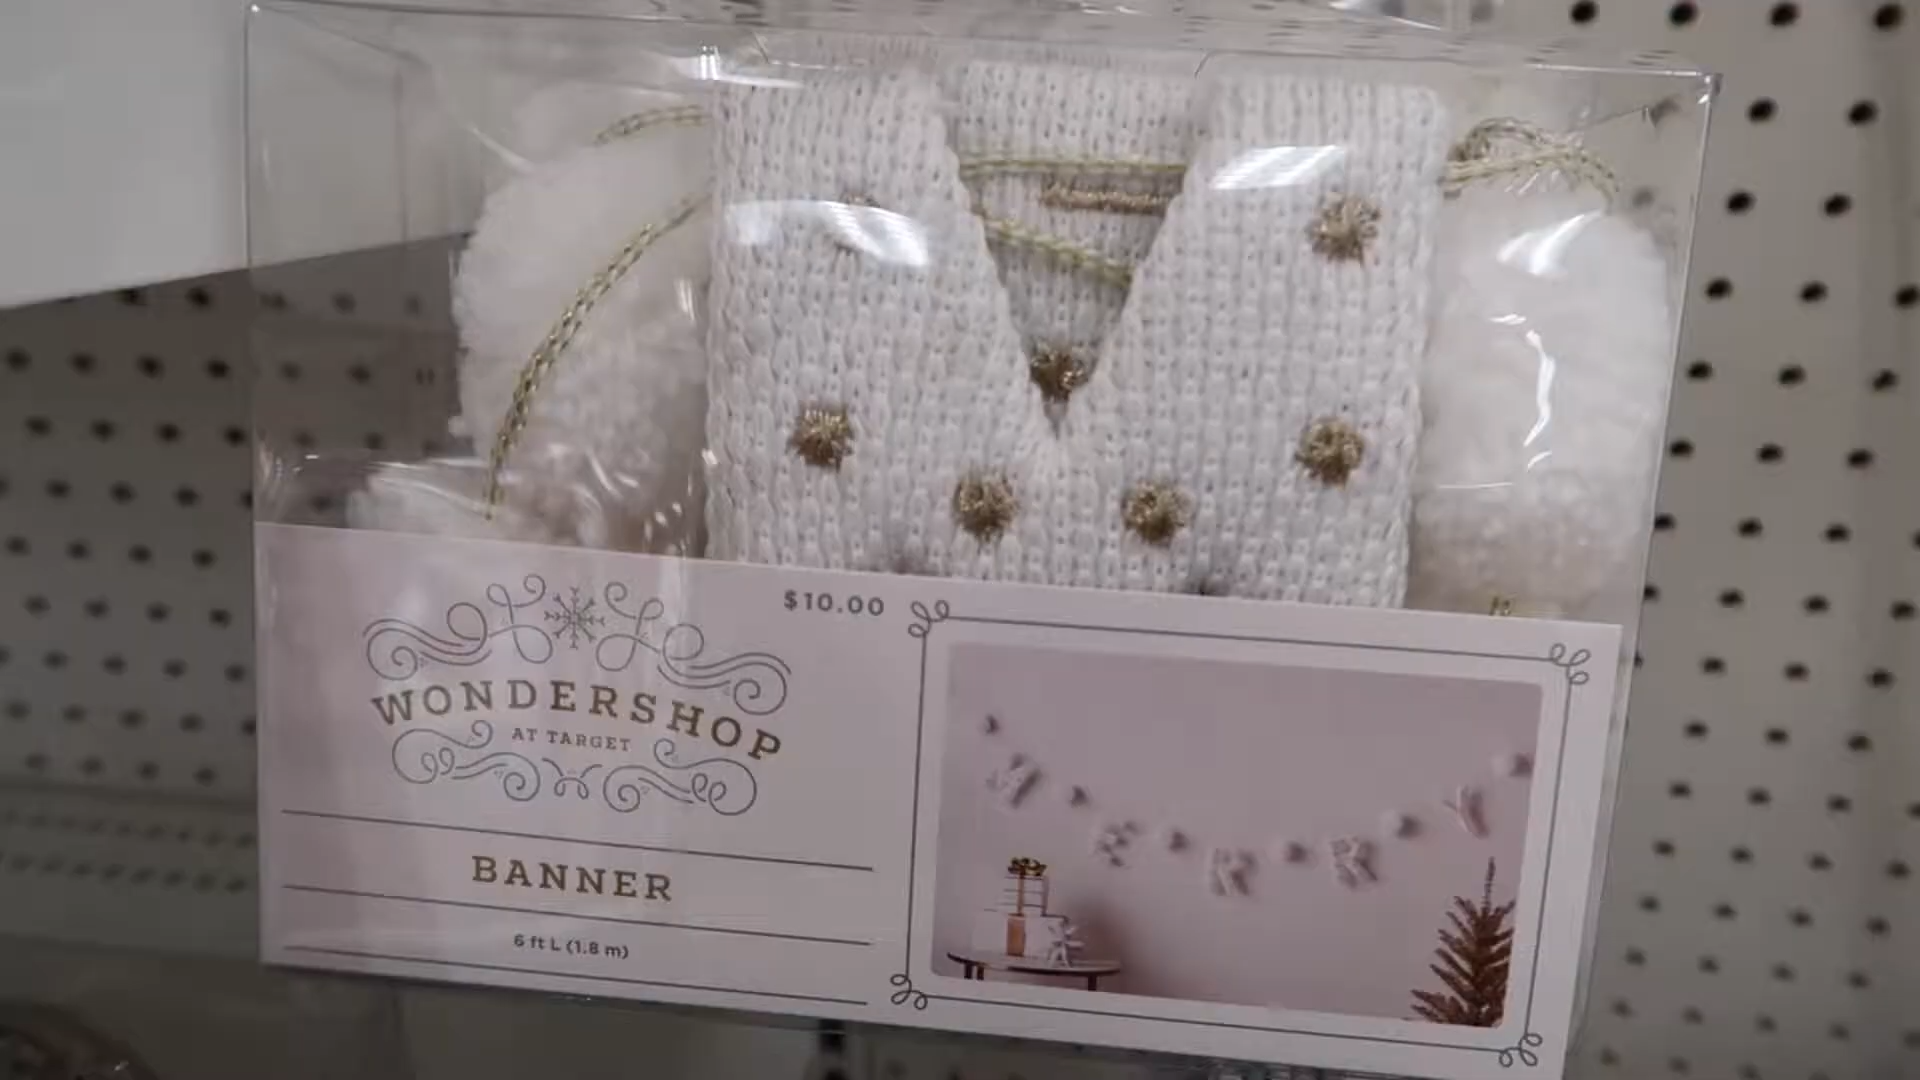 $10.00
WONDERSHOP
AT TARGET
BANNER
6 ft L (1.8 m)
M
M E R R Y